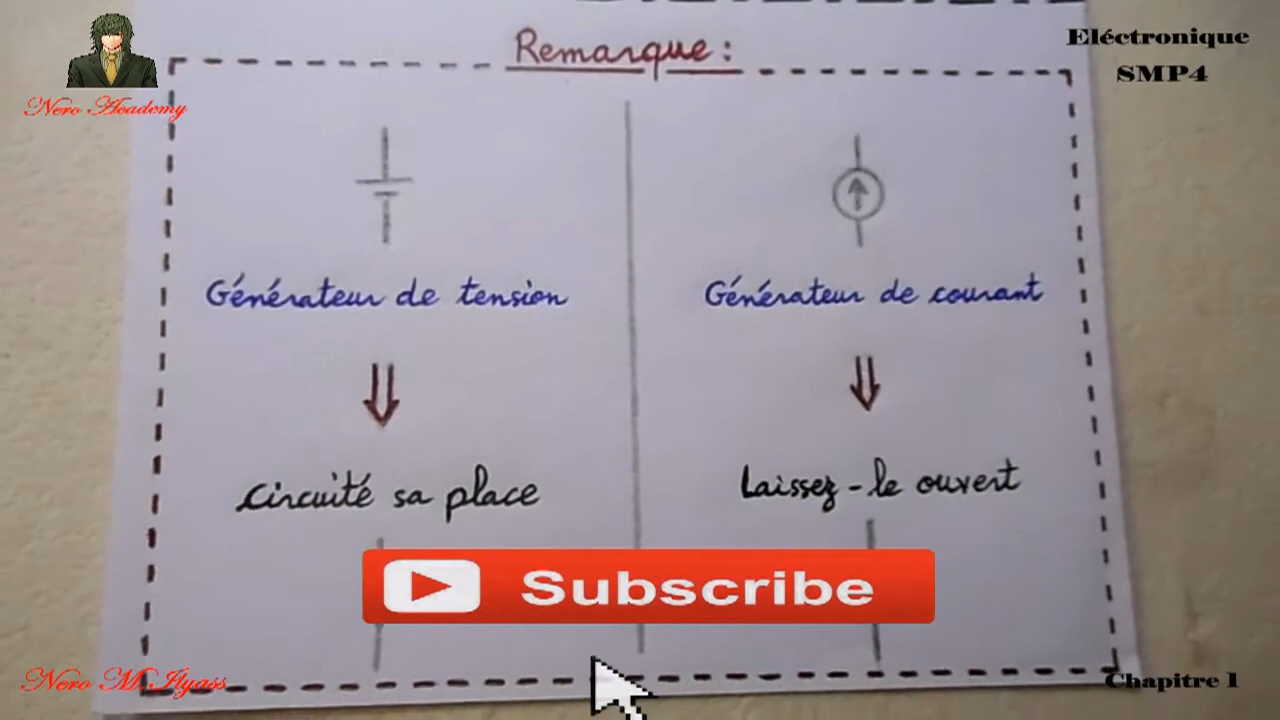 Remarque :
Eléctronique
SMP4
Nero Academy
Générateur de tension
Générateur de courant
Circuité sa place
Laissez-le ouvert
Subscribe
Nero M Ilyass
Chapitre 1